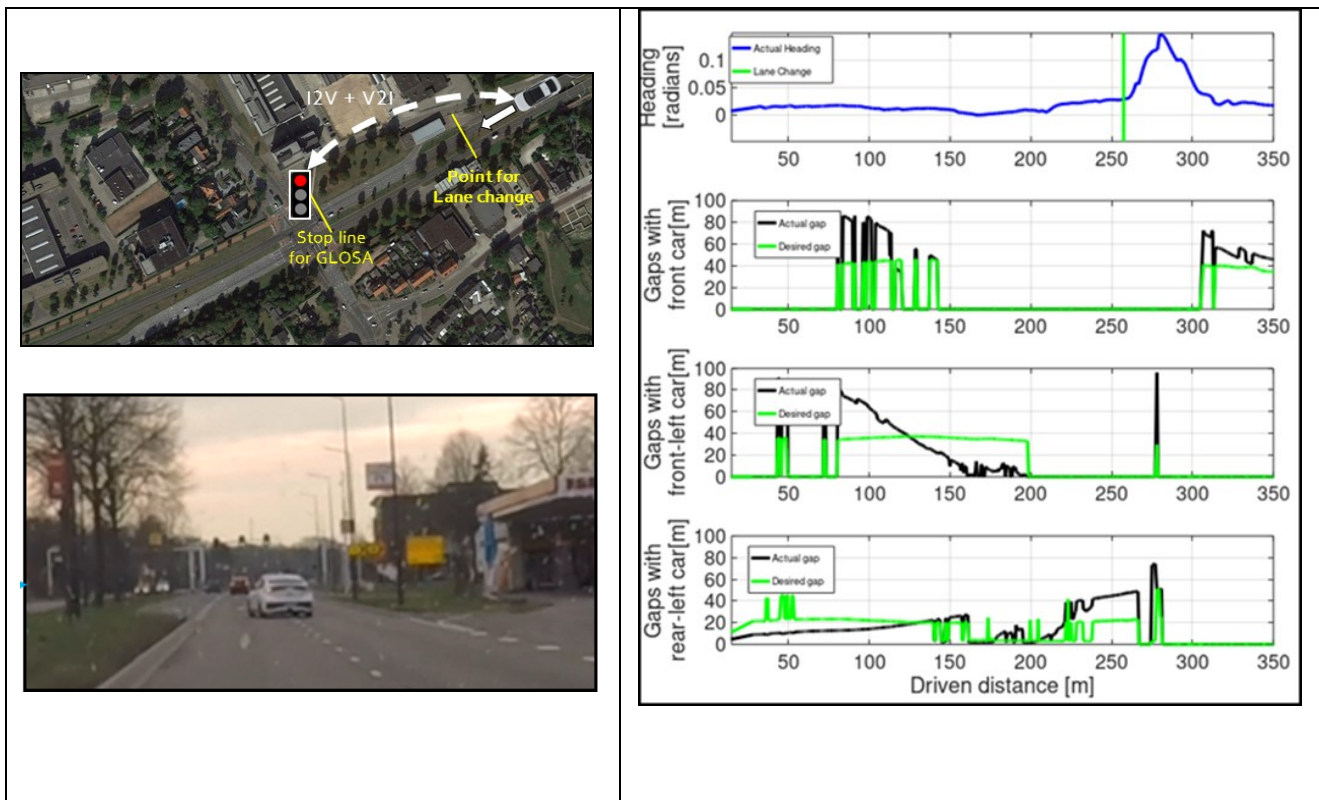 I2V + V2I
Point for
Lane change
Stop line
for GLOSA
Heading
[radians]
0.1
0.05
0
Actual Heading
Lane Change
50 100 150 200 250 300 350
Gaps with
front car[m]
100
80
60
40
20
0
Actual gap
Desired gap
50 100 150 200 250 300 350
Gaps with
front-left car[m]
100
80
60
40
20
0
Actual gap
Desired gap
50 100 150 200 250 300 350
Gaps with
rear-left car[m]
100
80
60
40
20
0
Actual gap
Desired gap
50 100 150 200 250 300 350
Driven distance [m]